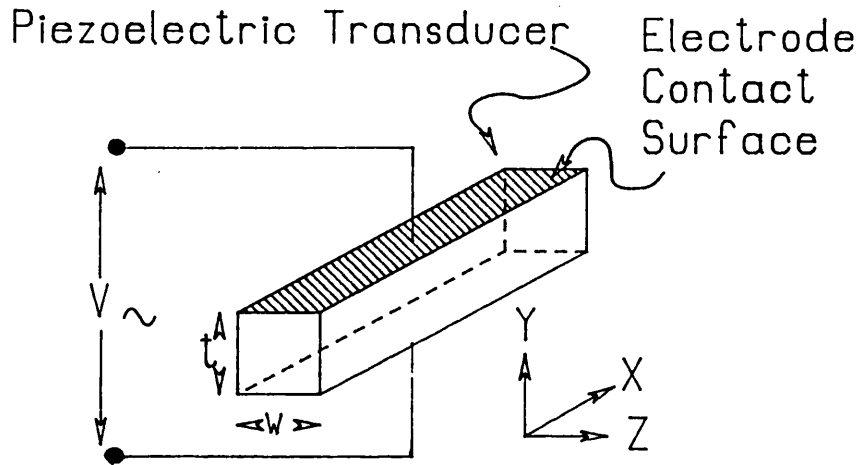 Piezoelectric Transducer
Electrode
Contact
Surface
V ~
t
w
Y
X
Z